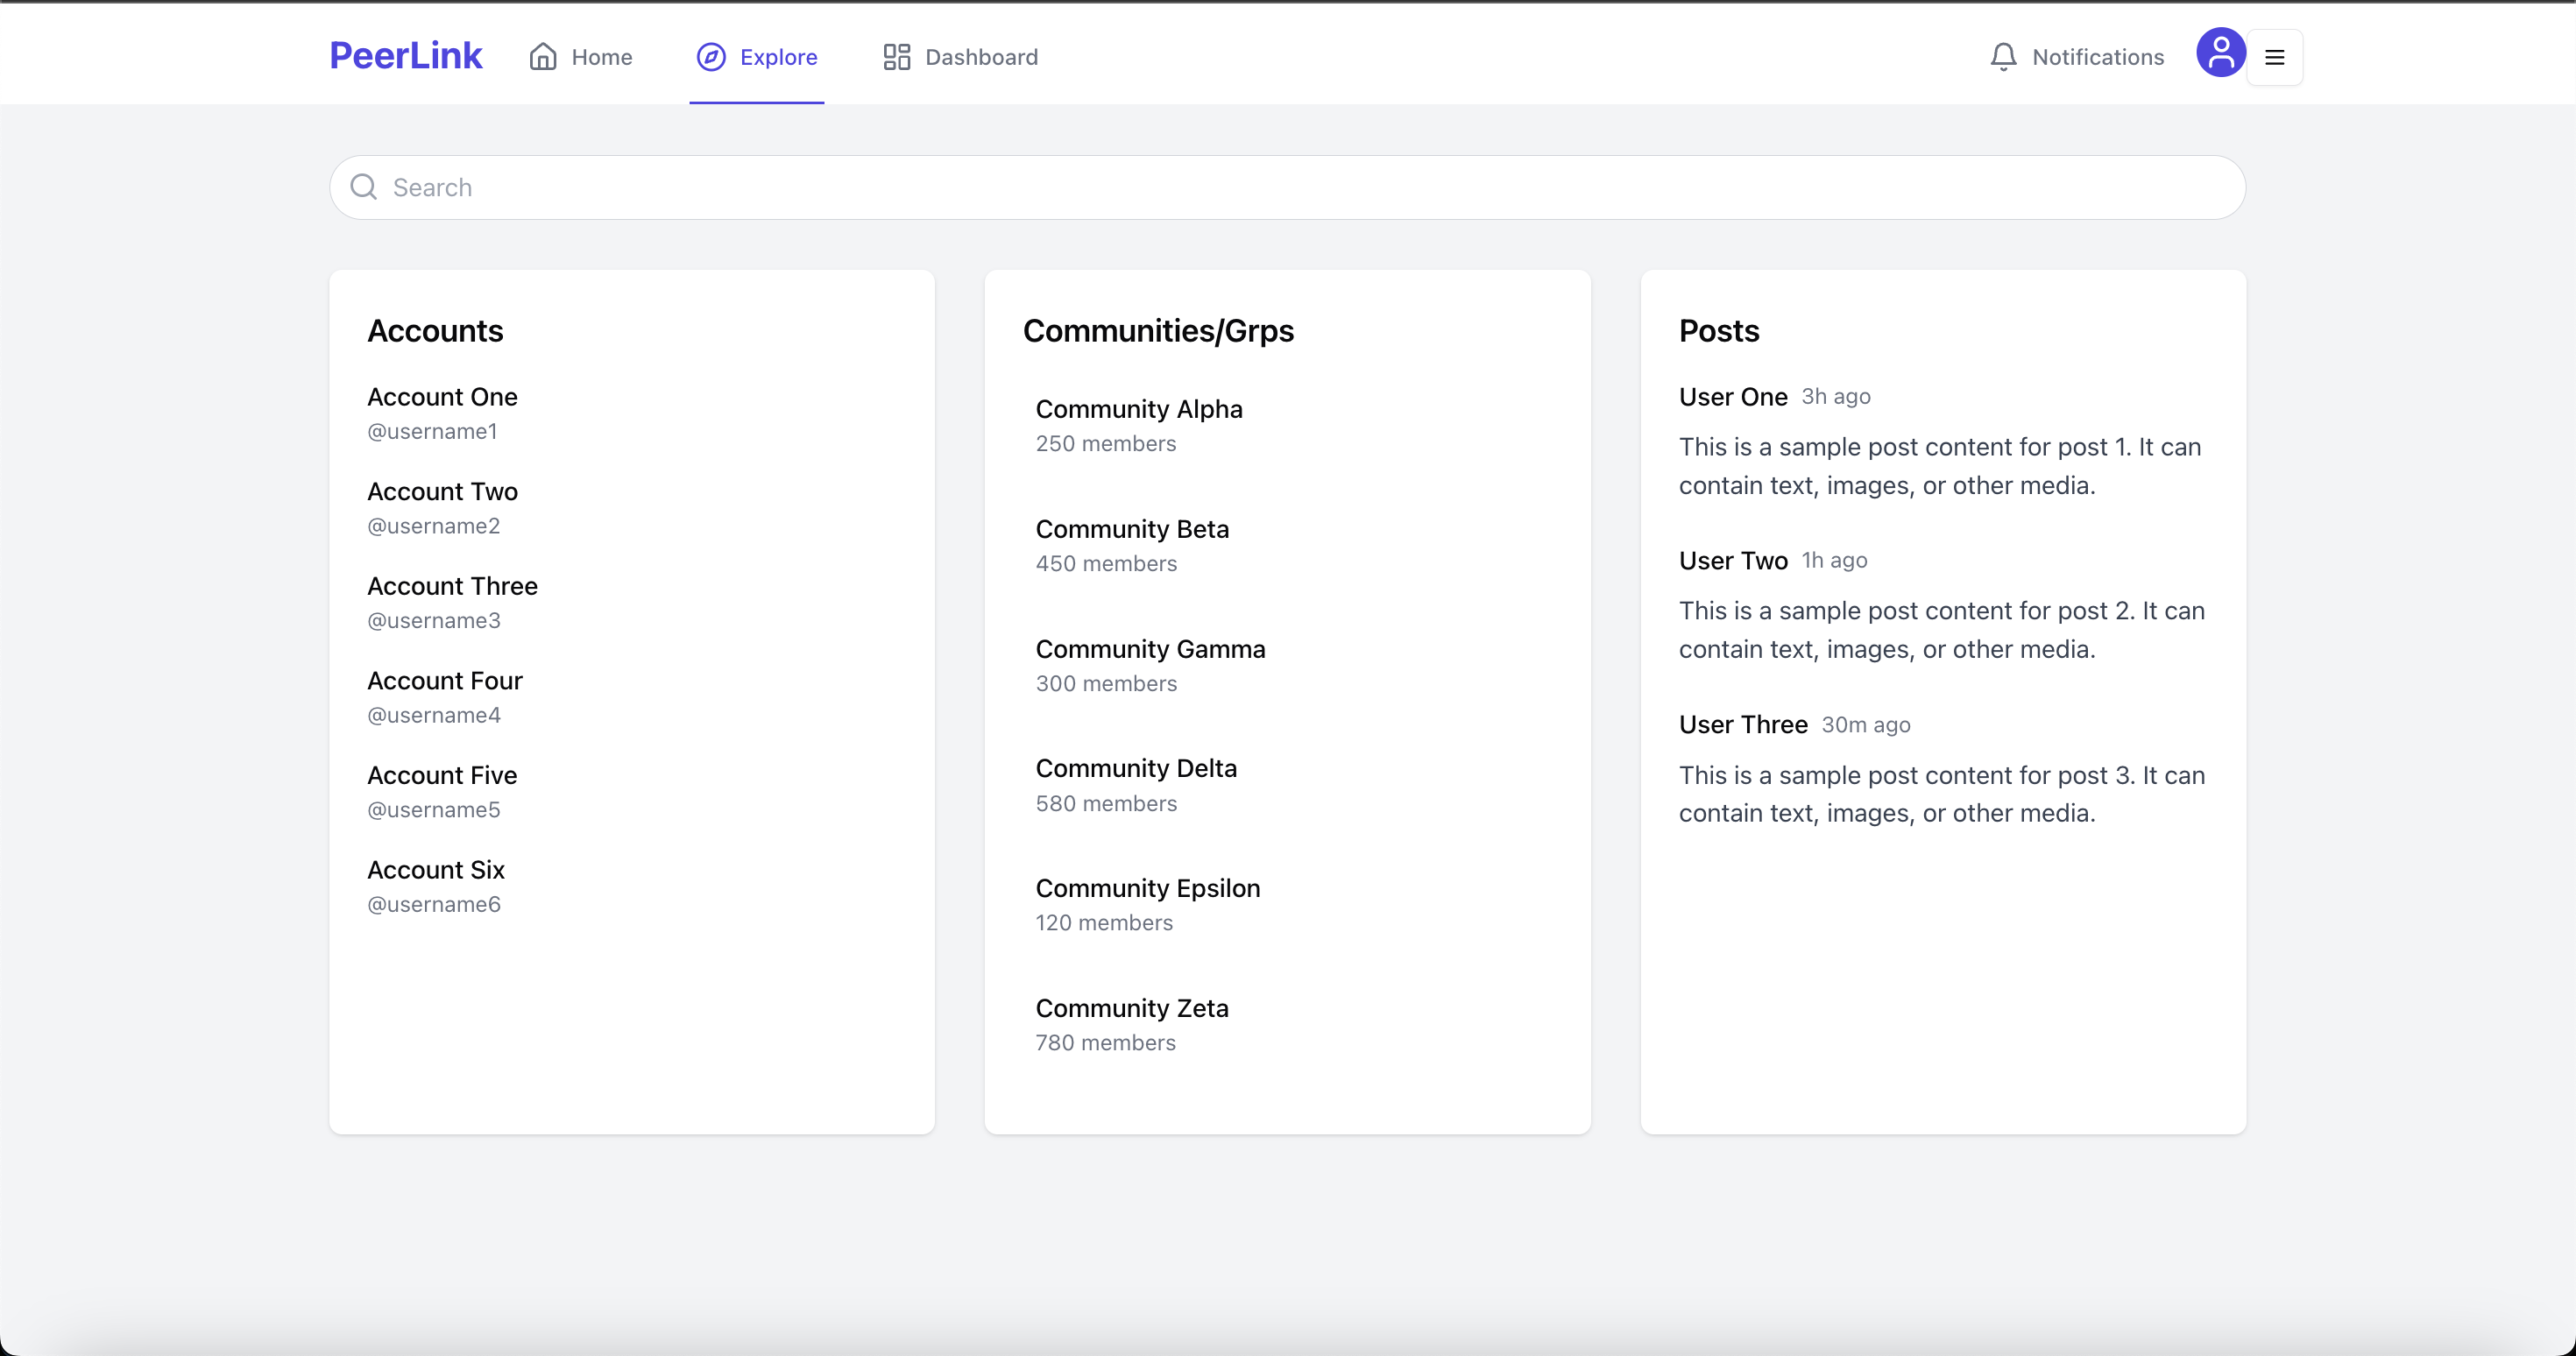 PeerLink
Home
Explore
Dashboard
Notifications
Search
Accounts
Account One
@username1
Account Two
@username2
Account Three
@username3
Account Four
@username4
Account Five
@username5
Account Six
@username6
Communities/Grps
Community Alpha
250 members
Community Beta
450 members
Community Gamma
300 members
Community Delta
580 members
Community Epsilon
120 members
Community Zeta
780 members
Posts
User One 3h ago
This is a sample post content for post 1. It can
contain text, images, or other media.
User Two 1h ago
This is a sample post content for post 2. It can
contain text, images, or other media.
User Three 30m ago
This is a sample post content for post 3. It can
contain text, images, or other media.